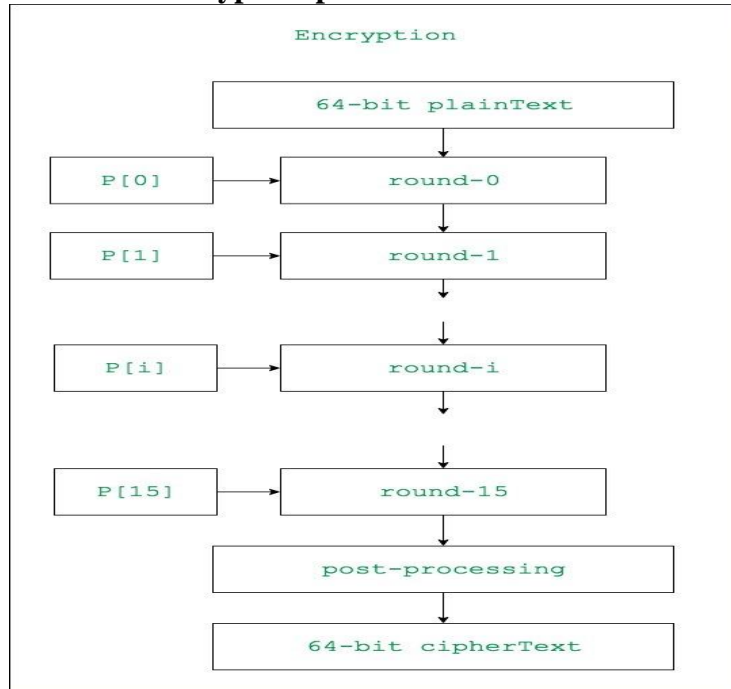 Encryption
64-bit plainText
P[0]
round-0
P[1]
round-1
P[i]
round-i
P[15]
round-15
post-processing
64-bit cipherText